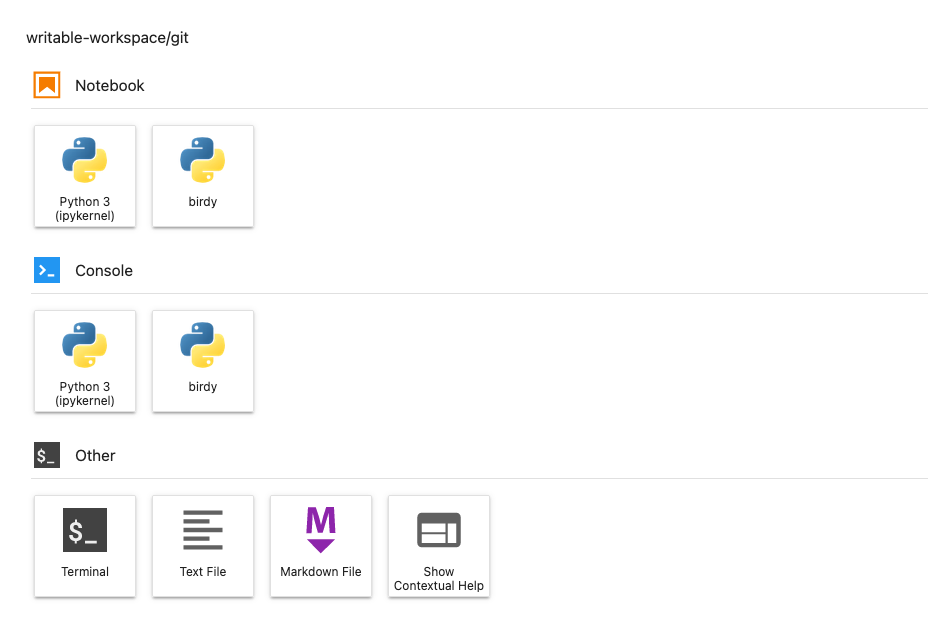 writable-workspace/git
Notebook
Python 3
(ipykernel)
birdy
>_ Console
Python 3
(ipykernel)
birdy
$_ Other
$_
M
Terminal
Text File
Markdown File
Show
Contextual Help